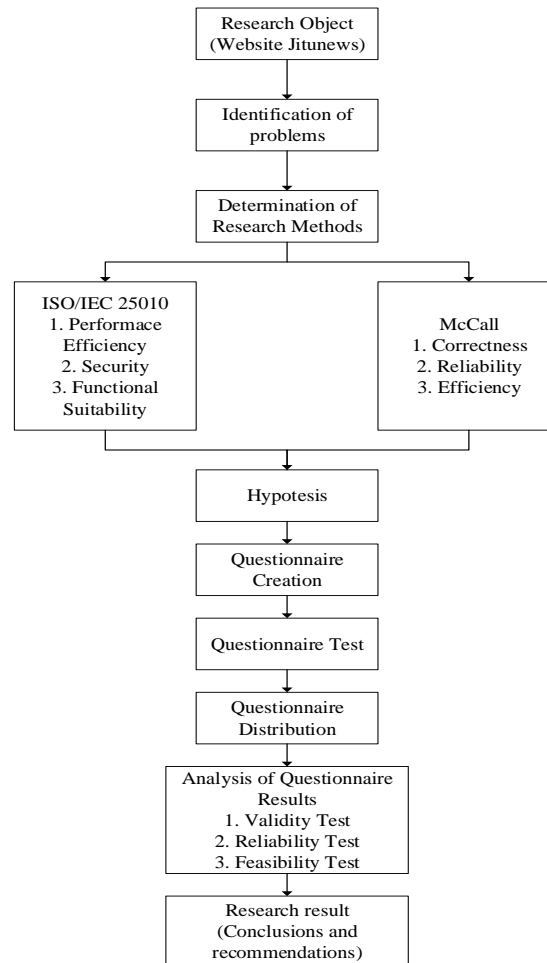 Research Object
(Website Jitunews)
Identification of
problems
Determination of
Research Methods
ISO/IEC 25010
1. Performace
Efficiency
2. Security
3. Functional
Suitability
McCall
1. Correctness
2. Reliability
3. Efficiency
Hypotesis
Questionnaire
Creation
Questionnaire Test
Questionnaire
Distribution
Analysis of Questionnaire
Results
1. Validity Test
2. Reliability Test
3. Feasibility Test
Research result
(Conclusions and
recommendations)